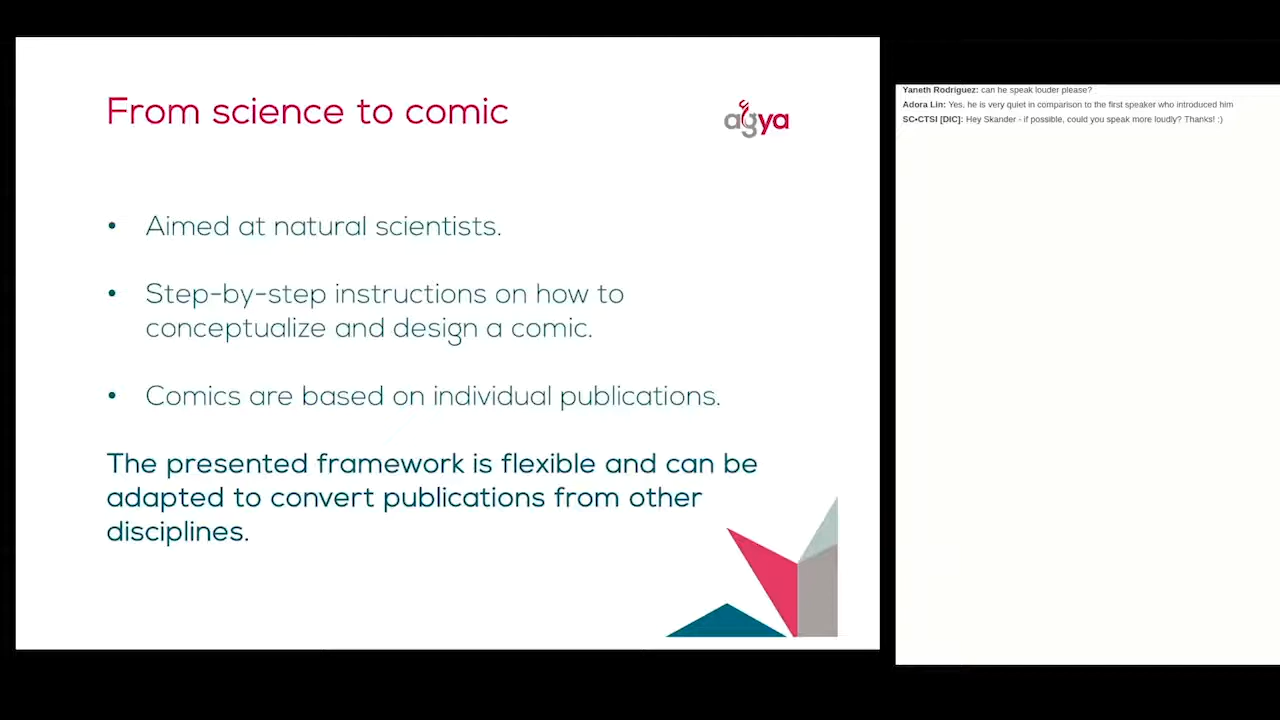 From science to comic
agya
• Aimed at natural scientists.
• Step-by-step instructions on how to
conceptualize and design a comic.
• Comics are based on individual publications.
The presented framework is flexible and can be
adapted to convert publications from other
disciplines.
Yaneth Rodriguez: can he speak louder please?
Adora Lin: Yes, he is very quiet in comparison to the first speaker who introduced him
SC•CTSI [DIC]: Hey Skander - if possible, could you speak more loudly? Thanks! :)